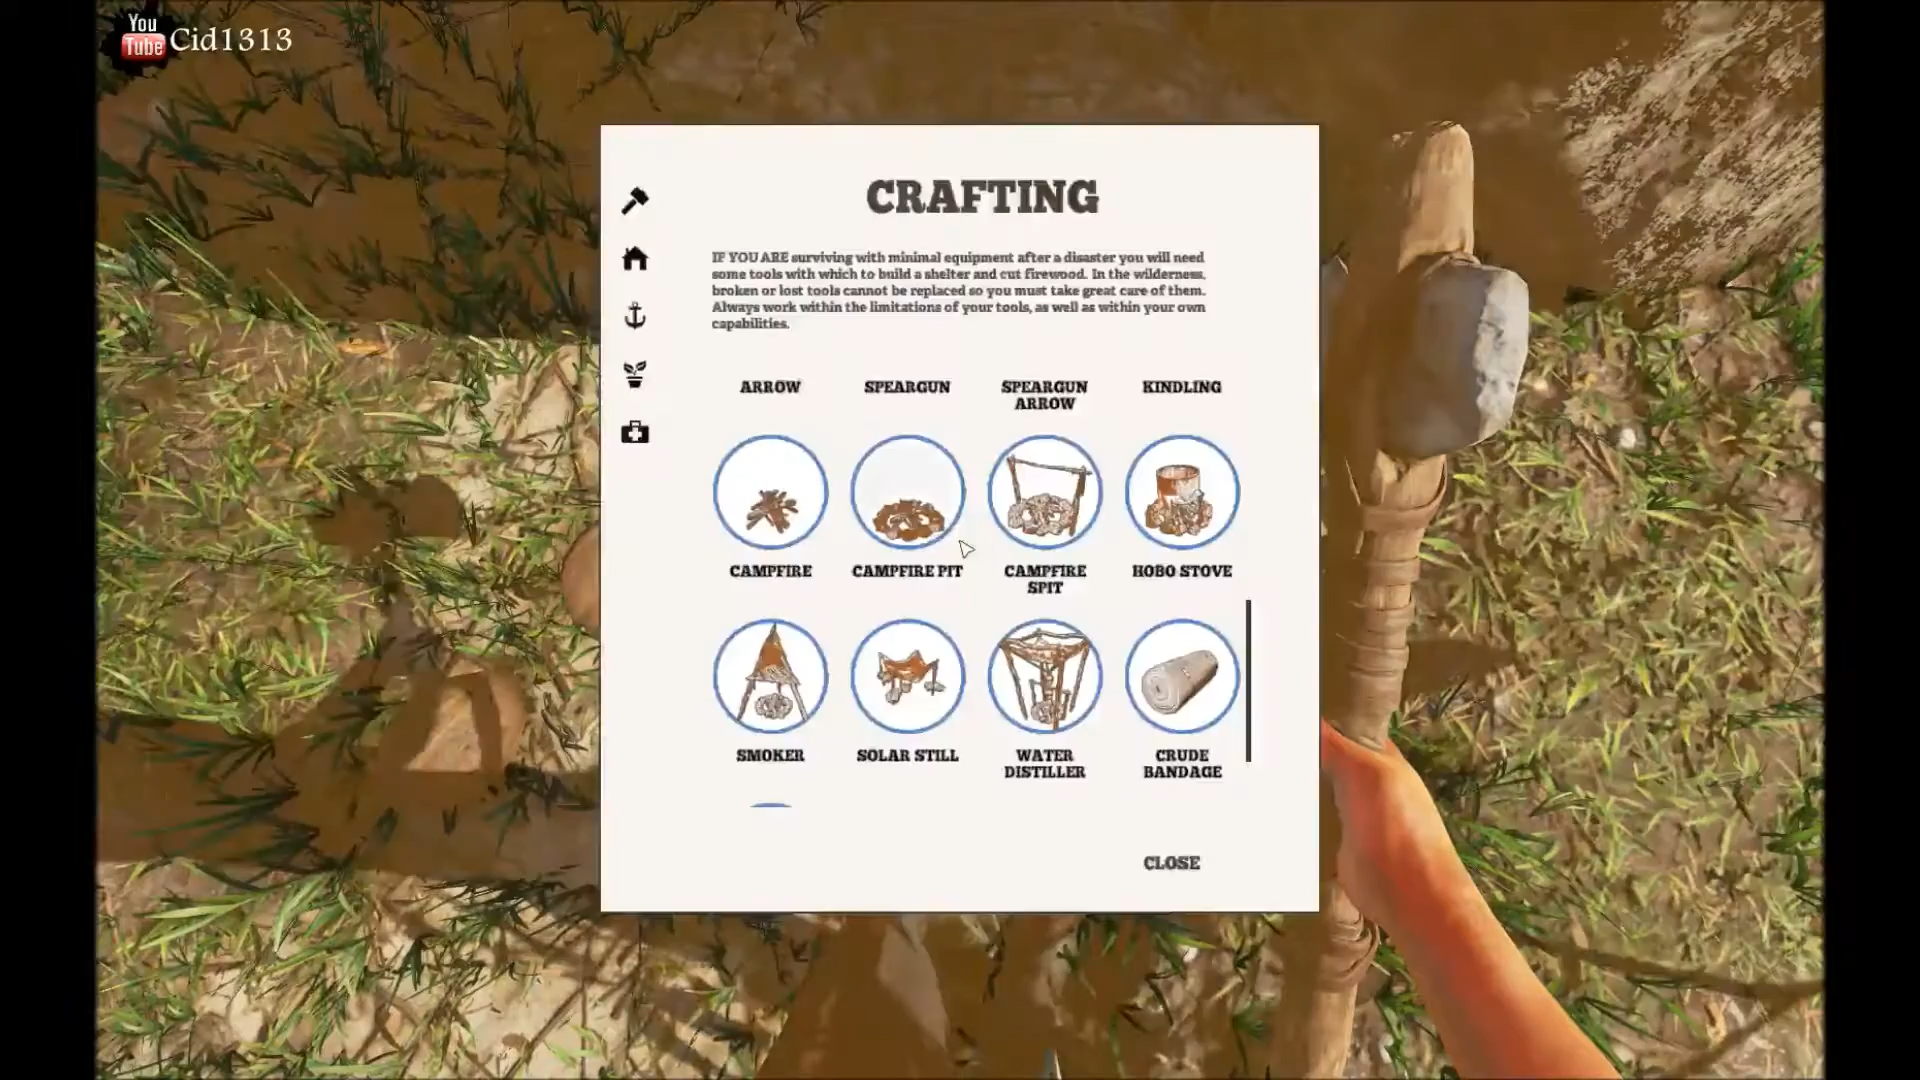 You
Tube Cid1313
CRAFTING
IF YOU ARE surviving with minimal equipment after a disaster you will need
some tools with which to build a shelter and cut firewood. In the wilderness,
broken or lost tools cannot be replaced so you must take great care of them.
Always work within the limitations of your tools, as well as within your own
capabilities.
ARROW
SPEARGUN
SPEARGUN
ARROW
KINDLING
CAMPFIRE
CAMPFIRE PIT
CAMPFIRE
SPIT
HOBO STOVE
SMOKER
SOLAR STILL
WATER
DISTILLER
CRUDE
BANDAGE
CLOSE